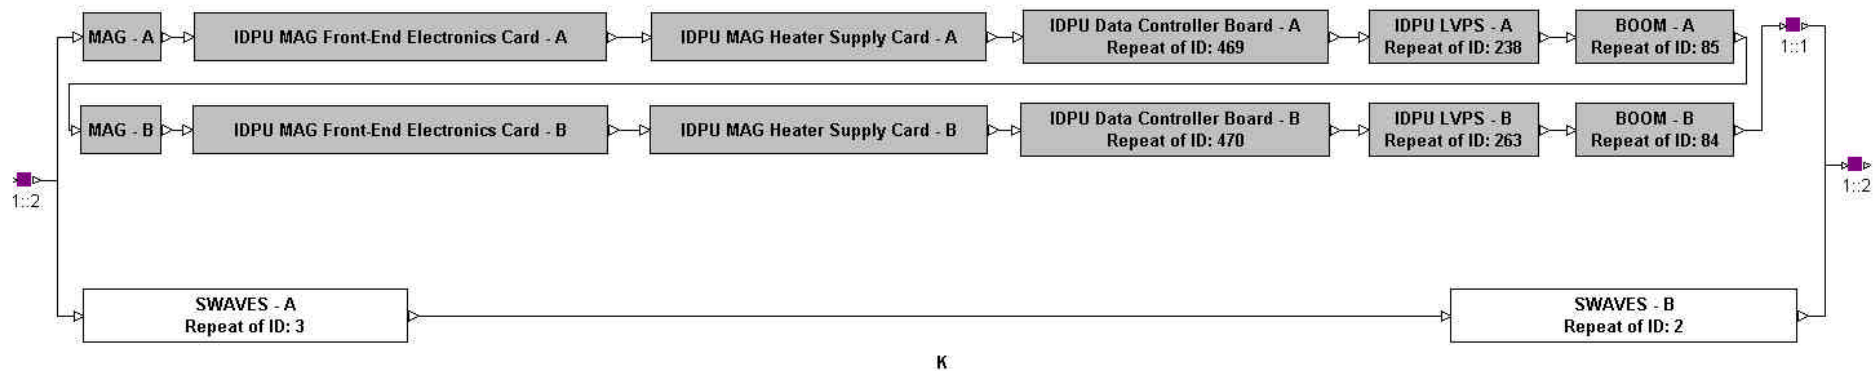 MAG - A
IDPU MAG Front-End Electronics Card - A
IDPU MAG Heater Supply Card - A
IDPU Data Controller Board - A
Repeat of ID: 469
IDPU LVPS - A
Repeat of ID: 238
BOOM - A
Repeat of ID: 85
1::1
MAG - B
IDPU MAG Front-End Electronics Card - B
IDPU MAG Heater Supply Card - B
IDPU Data Controller Board - B
Repeat of ID: 470
IDPU LVPS - B
Repeat of ID: 263
BOOM - B
Repeat of ID: 84
1::2
1::2
SWAVES - A
Repeat of ID: 3
SWAVES - B
Repeat of ID: 2
K